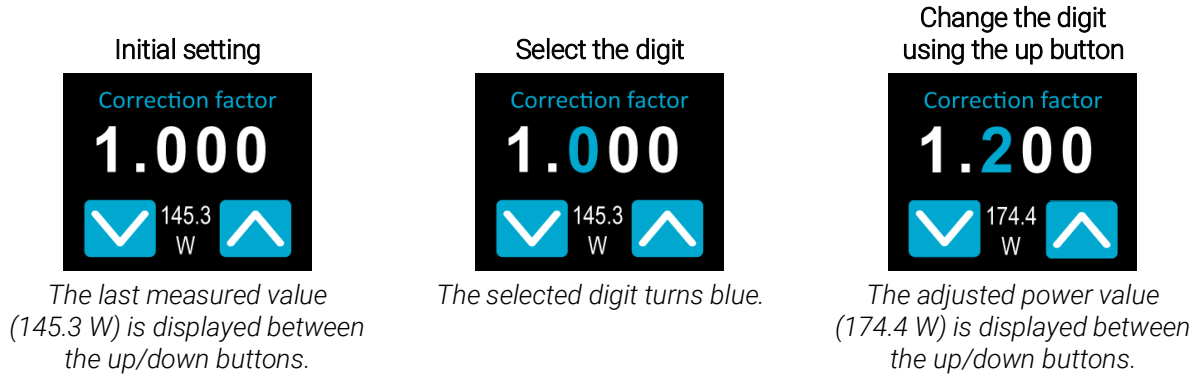 Initial setting
Correction factor
1.000
145.3
W
The last measured value
(145.3 W) is displayed between
the up/down buttons.
Select the digit
Correction factor
1.000
145.3
W
The selected digit turns blue.
Change the digit
using the up button
Correction factor
1.200
174.4
W
The adjusted power value
(174.4 W) is displayed between
the up/down buttons.